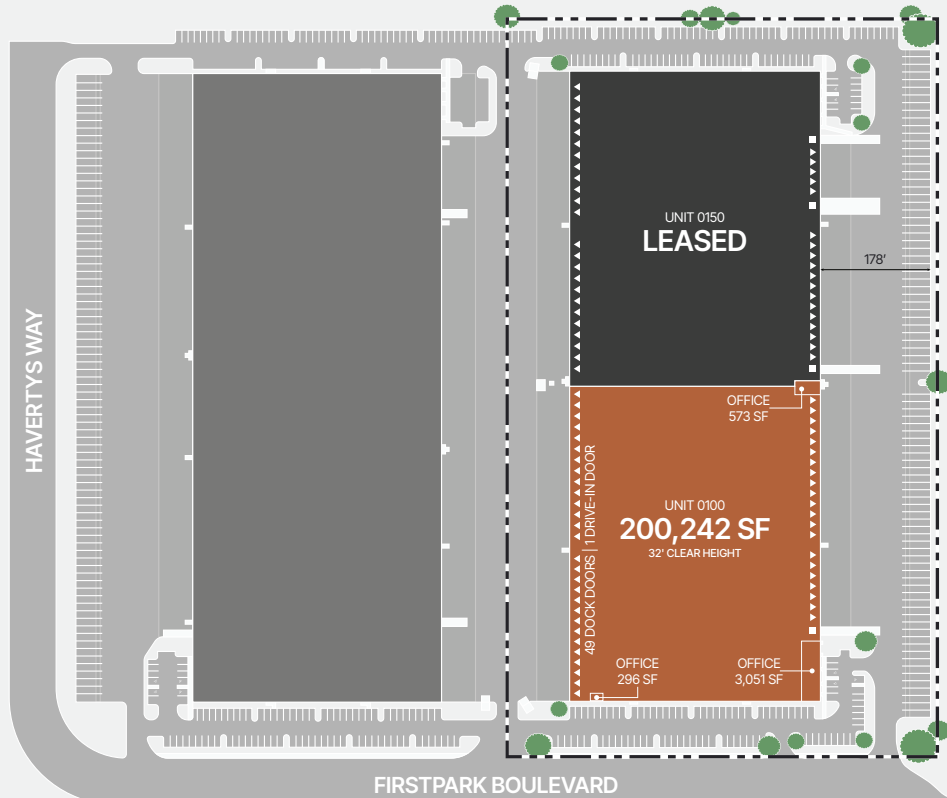 UNIT 0150
LEASED
178'
HAVERTYS WAY
OFFICE
573 SF
49 DOCK DOORS | 1 DRIVE-IN DOOR
UNIT 0100
200,242 SF
32' CLEAR HEIGHT
OFFICE
296 SF
OFFICE
3,051 SF
FIRSTPARK BOULEVARD